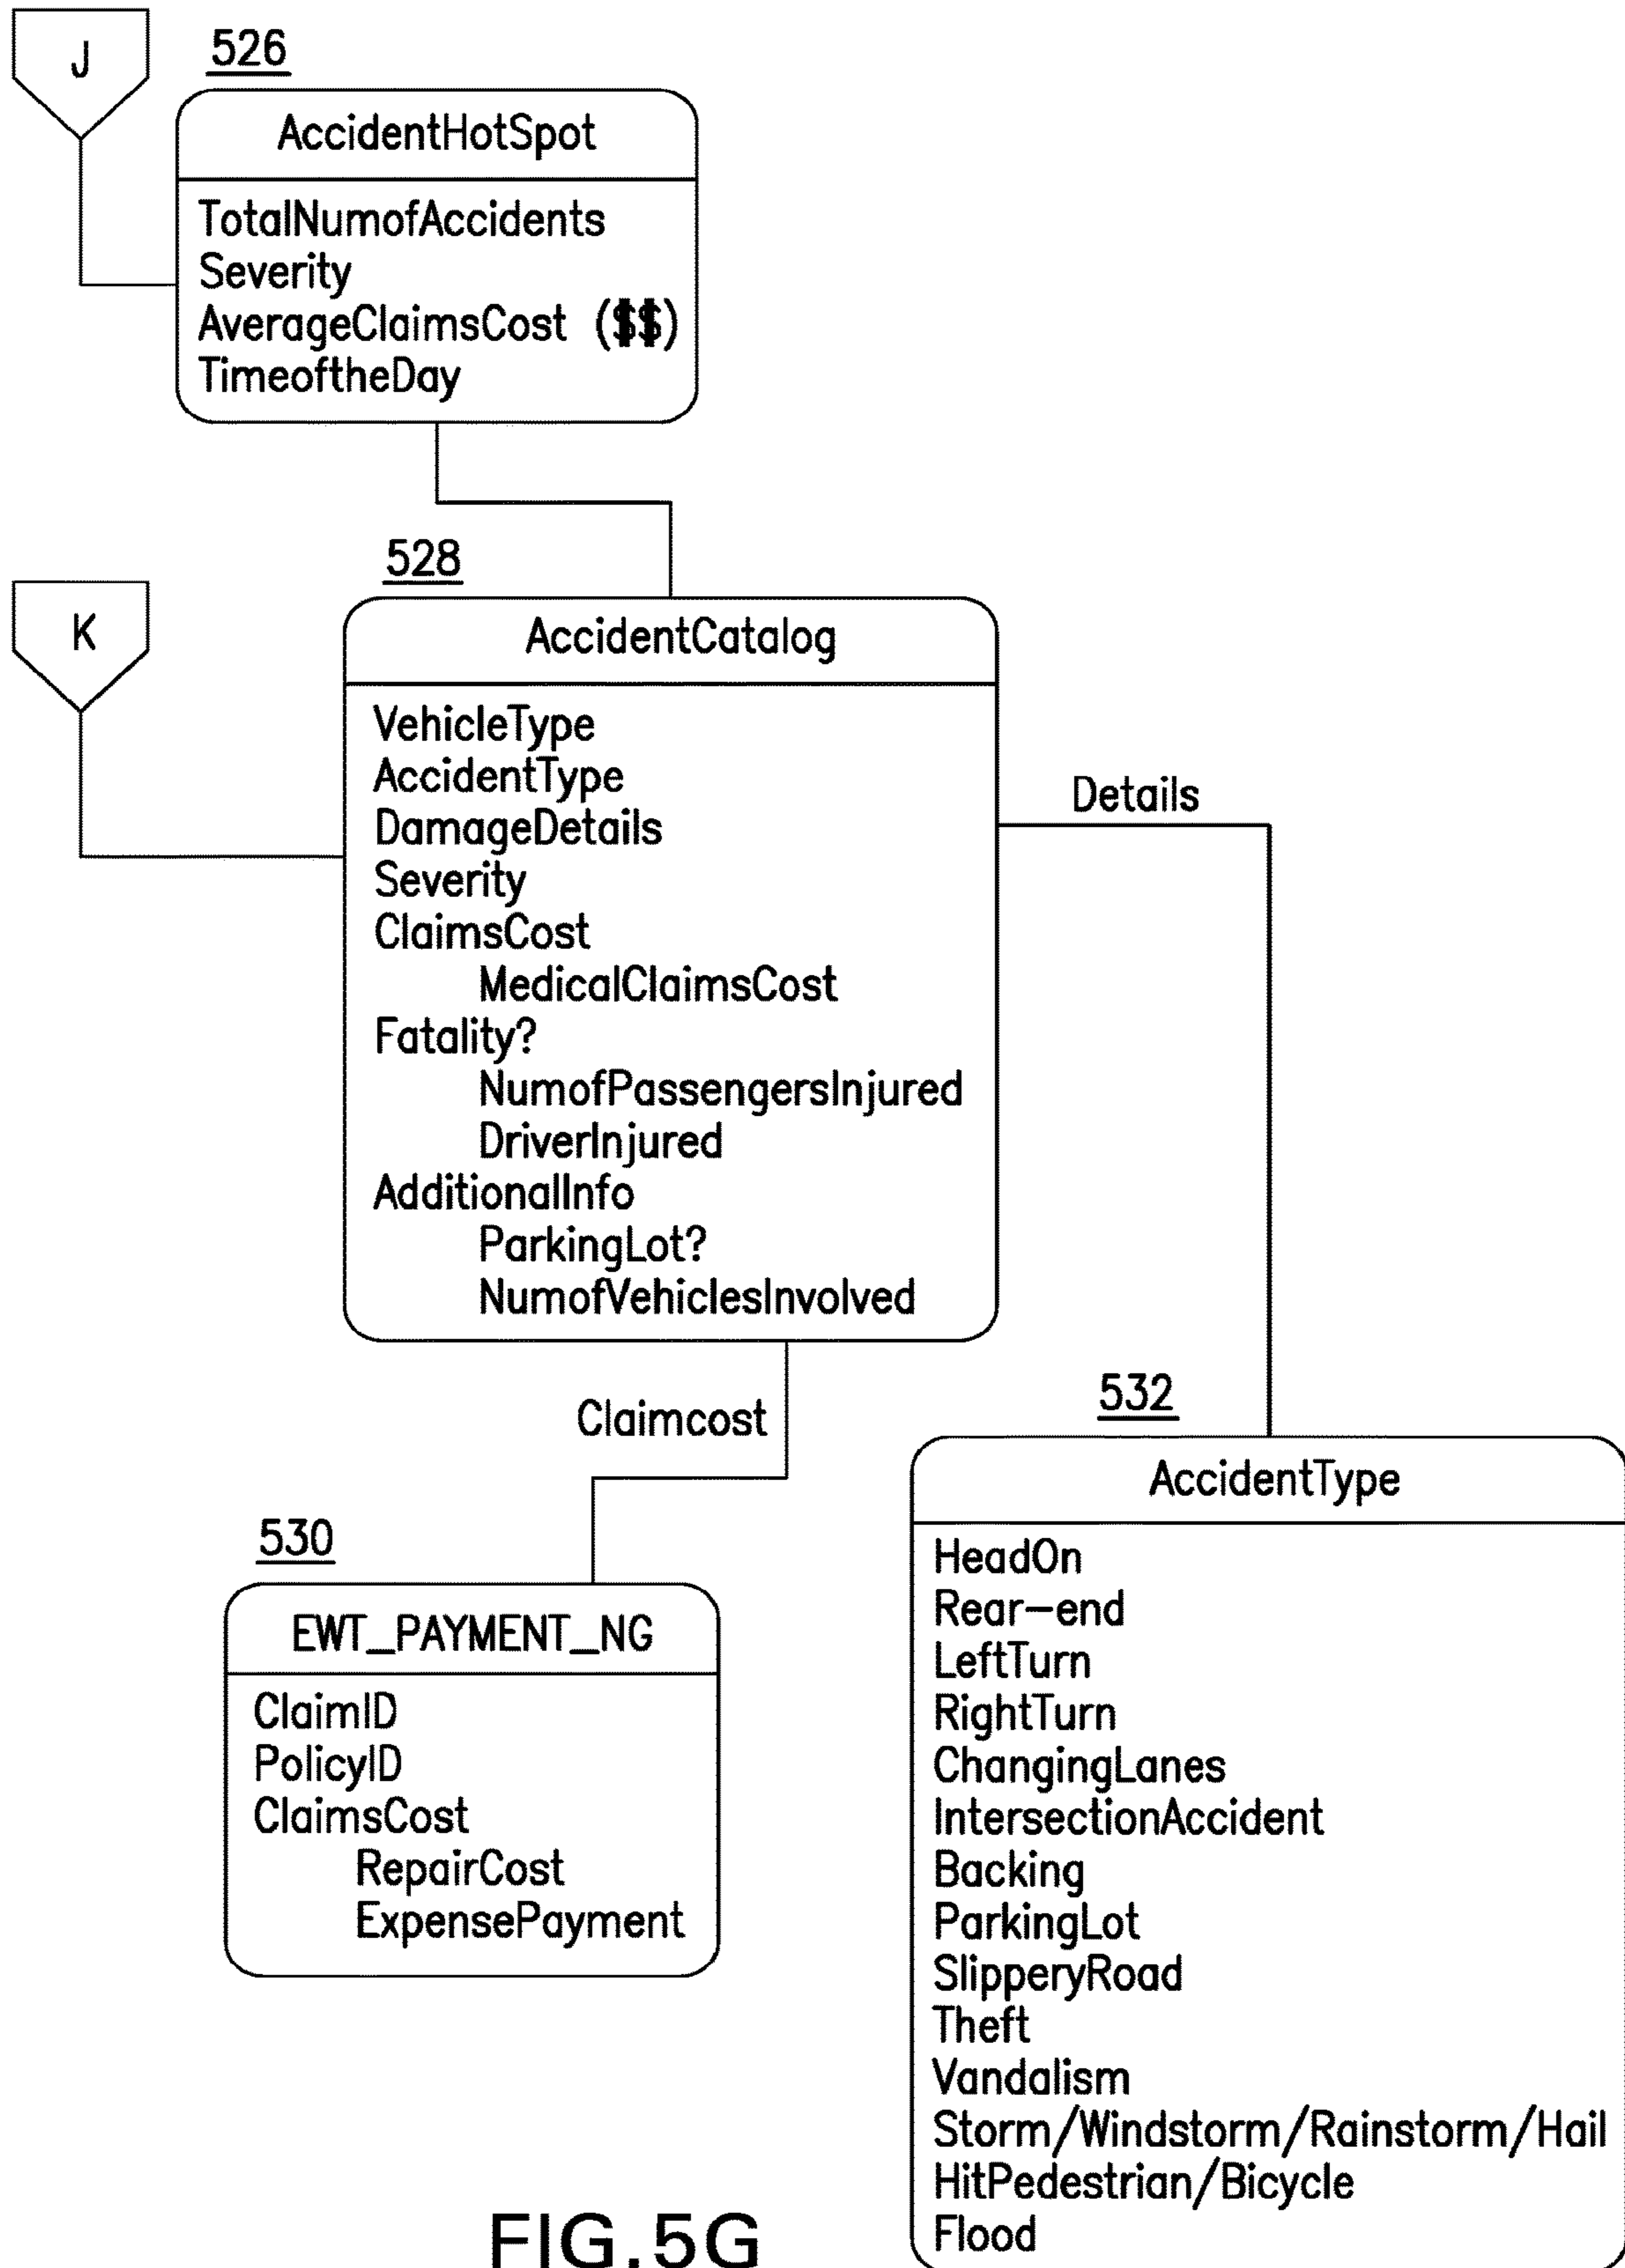 J
526
AccidentHotSpot
TotalNumofAccidents
Severity
AverageClaimsCost ($$)
TimeoftheDay
528
K
AccidentCatalog
VehicleType
AccidentType
DamageDetails
Severity
ClaimsCost
MedicalClaimsCost
Fatality?
NumofPassengersInjured
DriverInjured
AdditionalInfo
ParkingLot?
NumofVehiclesInvolved
Details
Claimcost
530
EWT_PAYMENT_NG
ClaimID
PolicyID
ClaimsCost
RepairCost
ExpensePayment
532
AccidentType
HeadOn
Rear-end
LeftTurn
RightTurn
ChangingLanes
IntersectionAccident
Backing
ParkingLot
SlipperyRoad
Theft
Vandalism
Storm/Windstorm/Rainstorm/Hail
HitPedestrian/Bicycle
Flood
FIG.5G